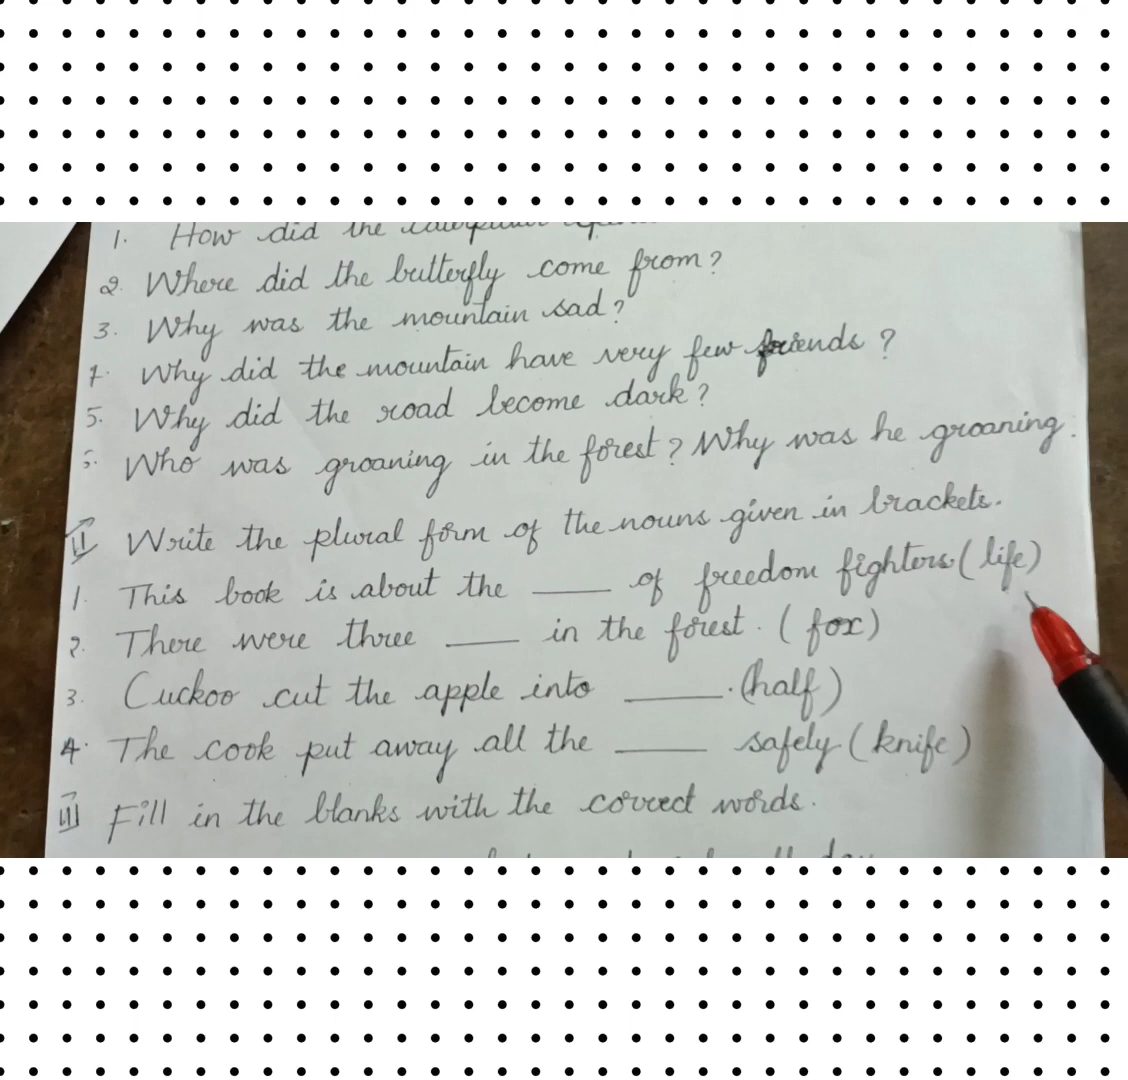 1. How did the
2. Where did the butterfly come from?
3. Why was the mountain sad?
4. Why did the mountain have very few friends?
5. Why did the road become dark?
5. Who was groaning in the forest? Why was he groaning.
II Write the plural form of the nouns given in brackets.
1. This book is about the ____ of freedom fighters (life)
2. There were three ____ in the forest. (fox)
3. Cuckoo cut the apple into ____. (half)
4. The cook put away all the ____ safely (knife)
III Fill in the blanks with the correct words.